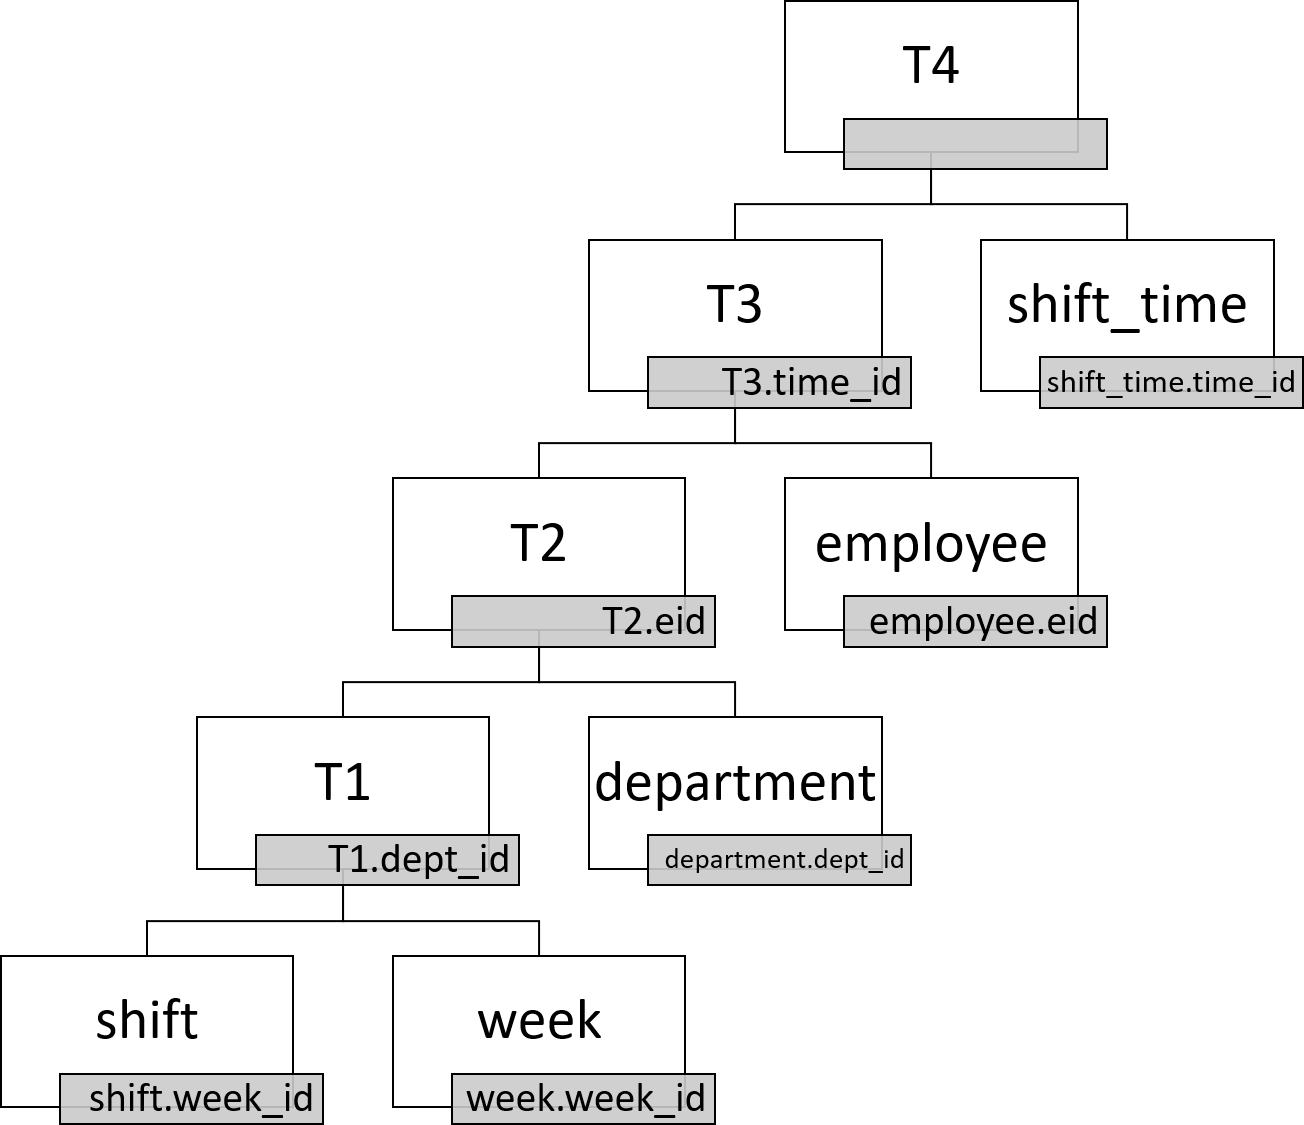 T4
T3
T3.time_id
shift_time
shift_time.time_id
T2
T2.eid
employee
employee.eid
T1
T1.dept_id
department
department.dept_id
shift
shift.week_id
week
week.week_id